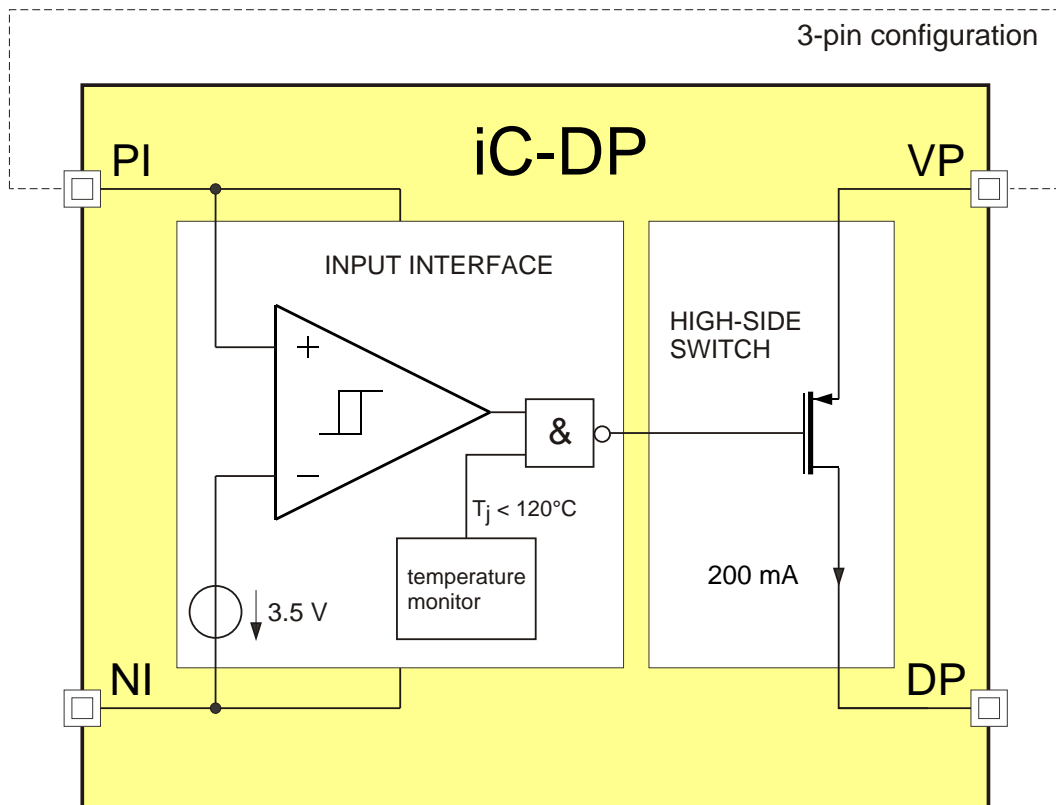 3-pin configuration
iC-DP
PI
VP
INPUT INTERFACE
HIGH-SIDE
SWITCH
+
&
−
Tj < 120°C
temperature
monitor
200 mA
3.5 V
NI
DP